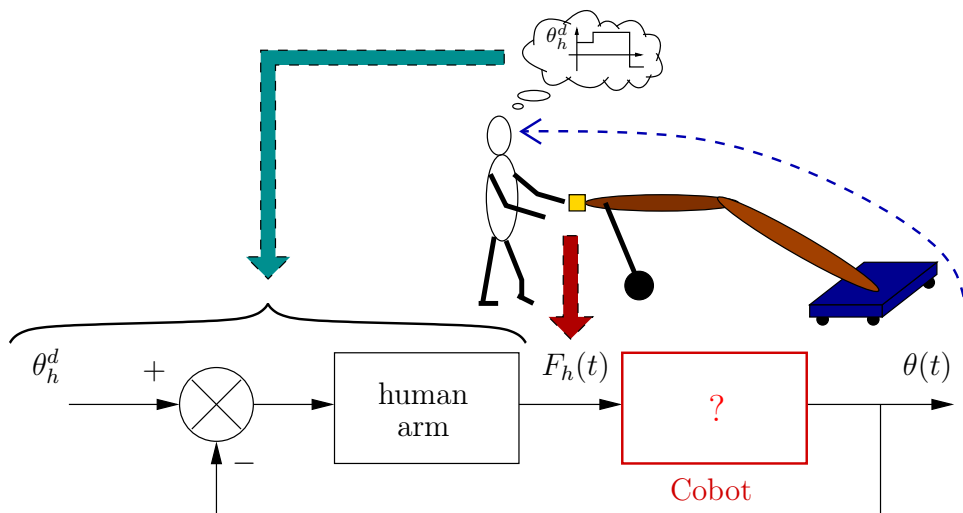 θ_h^d
θ_h^d
+
−
human
arm
F_h(t)
?
Cobot
θ(t)